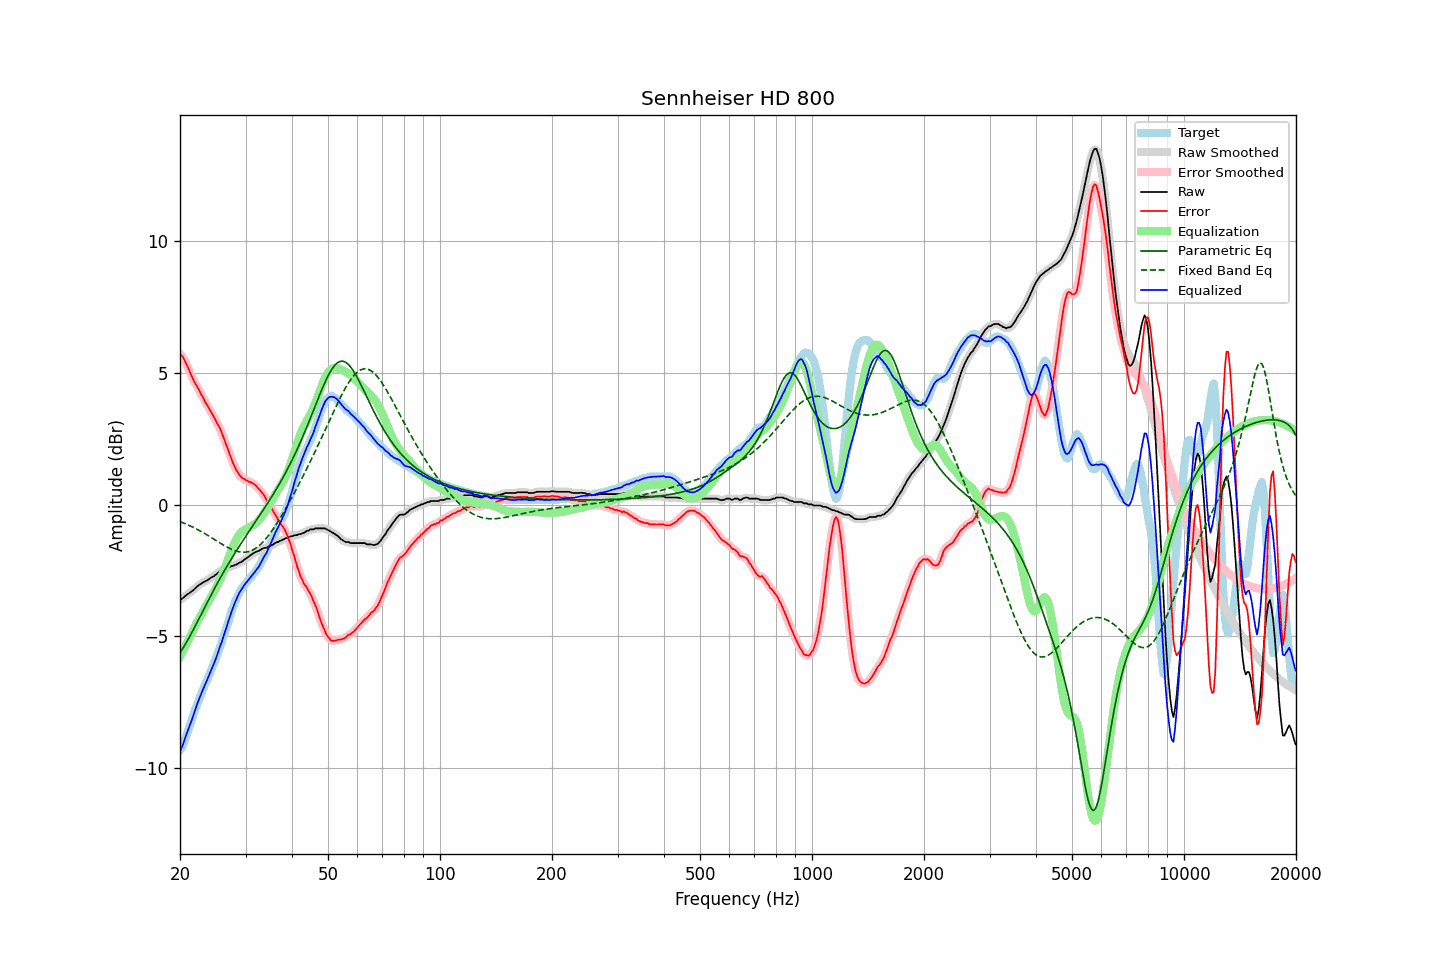 Sennheiser HD 800
Amplitude (dBr)
10
5
0
−5
−10
Target
Raw Smoothed
Error Smoothed
Raw
Error
Equalization
Parametric Eq
Fixed Band Eq
Equalized
20
50
100
200
500
1000
2000
5000
10000
20000
Frequency (Hz)